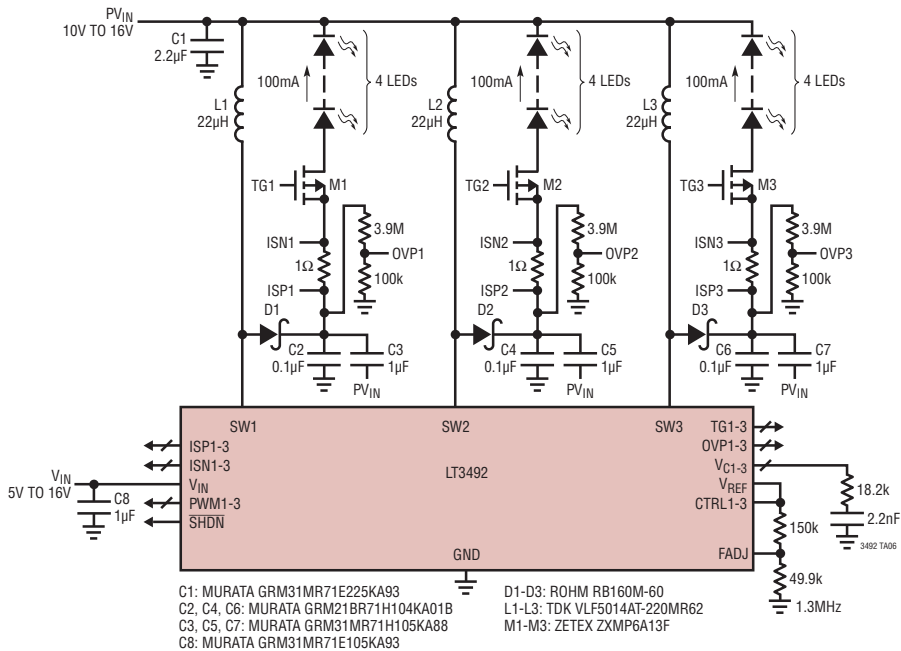 PVIN
10V TO 16V
C1
2.2µF
100mA
4 LEDs
100mA
4 LEDs
100mA
4 LEDs
L1
22µH
L2
22µH
L3
22µH
TG1
M1
TG2
M2
TG3
M3
ISN1
3.9M
1Ω
OVP1
ISP1
100k
ISN2
3.9M
1Ω
OVP2
ISP2
100k
ISN3
3.9M
1Ω
OVP3
ISP3
100k
D1
D2
D3
C2
0.1µF
C3
1µF
PVIN
C4
0.1µF
C5
1µF
PVIN
C6
0.1µF
C7
1µF
PVIN
SW1
SW2
SW3
LT3492
ISP1-3
ISN1-3
VIN
PWM1-3
SHDN
GND
TG1-3
OVP1-3
VC1-3
VREF
CTRL1-3
FADJ
VIN
5V TO 16V
C8
1µF
18.2k
2.2nF
150k
49.9k
1.3MHz
3492 TA06
C1: MURATA GRM31MR71E225KA93
C2, C4, C6: MURATA GRM21BR71H104KA01B
C3, C5, C7: MURATA GRM31MR71H105KA88
C8: MURATA GRM31MR71E105KA93
D1-D3: ROHM RB160M-60
L1-L3: TDK VLF5014AT-220MR62
M1-M3: ZETEX ZXMP6A13F